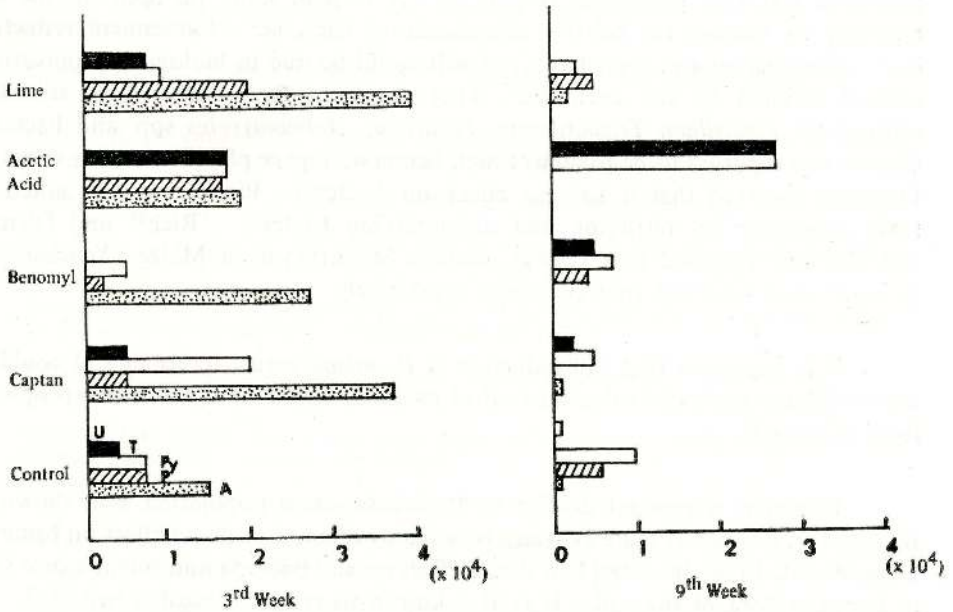 Lime
Acetic
Acid
Benomyl
Captan
Control
U
T
Py
P
A
0 1 2 3 4
(x 10⁴)
3rd Week
0 1 2 3 4
(x 10⁴)
9th Week